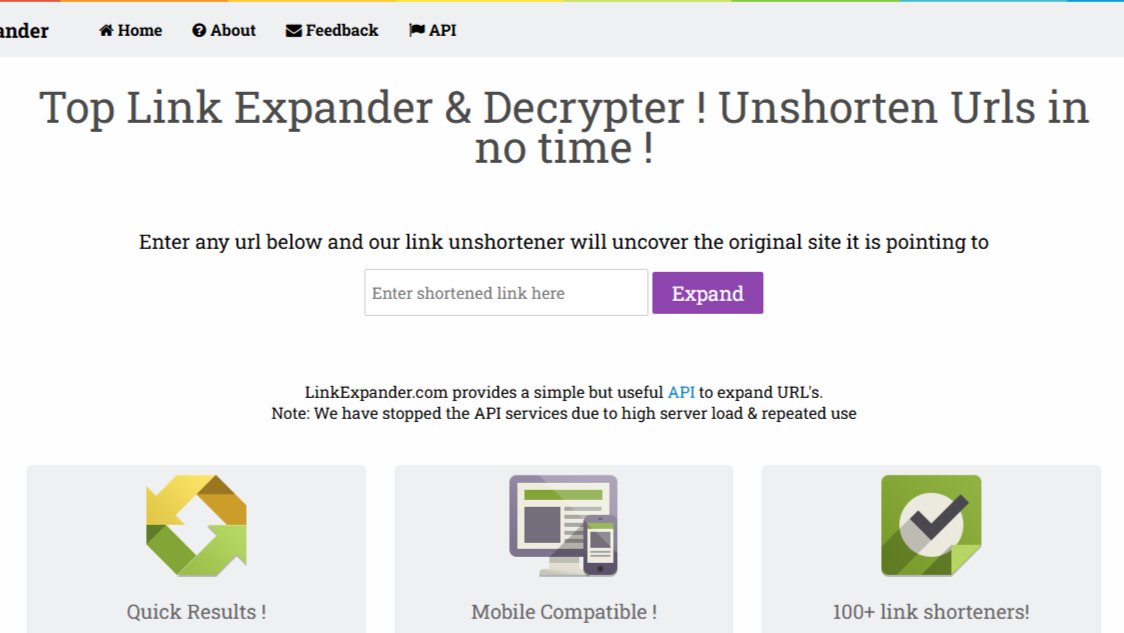 ander Home About Feedback API
Top Link Expander & Decrypter ! Unshorten Urls in
no time !
Enter any url below and our link unshortener will uncover the original site it is pointing to
Enter shortened link here Expand
LinkExpander.com provides a simple but useful API to expand URL's.
Note: We have stopped the API services due to high server load & repeated use
Quick Results ! Mobile Compatible ! 100+ link shorteners!